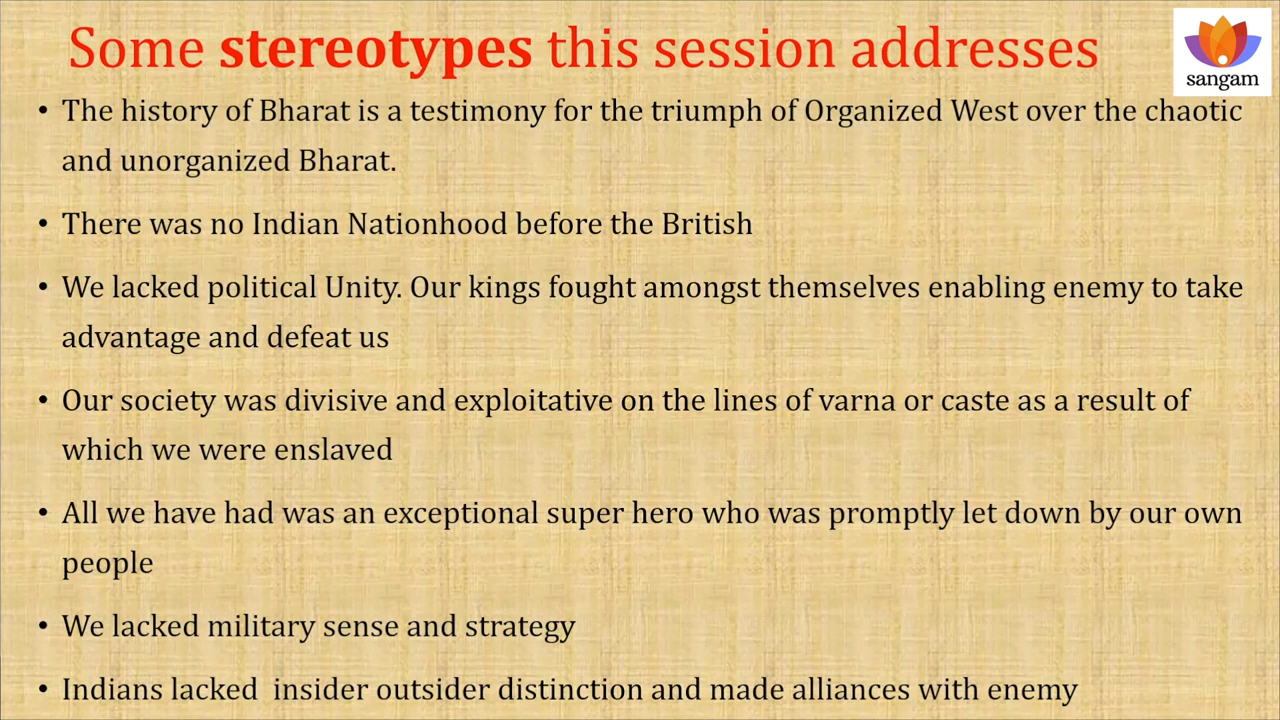 Some stereotypes this session addresses
sangam
• The history of Bharat is a testimony for the triumph of Organized West over the chaotic
and unorganized Bharat.
• There was no Indian Nationhood before the British
• We lacked political Unity. Our kings fought amongst themselves enabling enemy to take
advantage and defeat us
• Our society was divisive and exploitative on the lines of varna or caste as a result of
which we were enslaved
• All we have had was an exceptional super hero who was promptly let down by our own
people
• We lacked military sense and strategy
• Indians lacked  insider outsider distinction and made alliances with enemy